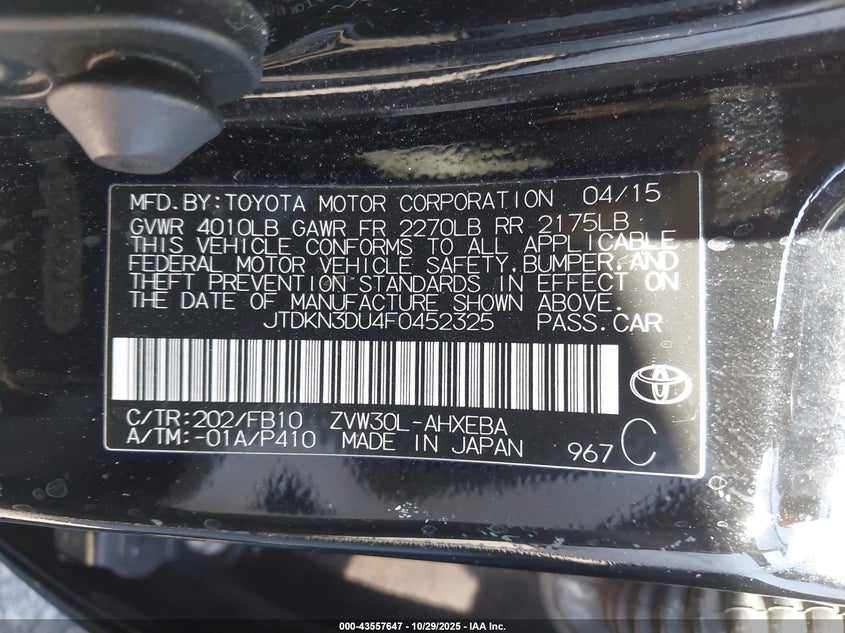 MFD.BY:TOYOTA MOTOR CORPORATION 04/15
GVWR 4010LB GAWR FR 2270LB RR 2175LB
THIS VEHICLE CONFORMS TO ALL APPLICABLE
FEDERAL MOTOR VEHICLE SAFETY,BUMPER,AND
THEFT PREVENTION STANDARDS IN EFFECT ON
THE DATE OF MANUFACTURE SHOWN ABOVE.
JTDKN3DU4F0452325 PASS.CAR
C/TR:202/FB10 ZVW30L-AHXEBA
A/TM:-01A/P410 MADE IN JAPAN 967 C
000-43557647 / 10/29/2025 - IAA Inc.